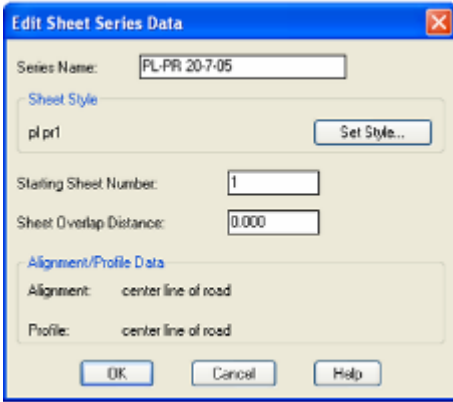 Edit Sheet Series Data
Series Name: PL-PR 20-7-05
Sheet Style
pl pr1 Set Style...
Starting Sheet Number: 1
Sheet Overlap Distance: 0.000
Alignment/Profile Data
Alignment: center line of road
Profile: center line of road
OK Cancel Help